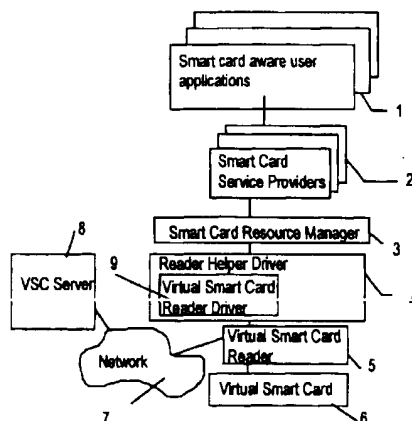 Smart card aware user
applications
1
Smart Card
Service Providers
2
Smart Card Resource Manager
3
8
VSC Server
Reader Helper Driver
9
Virtual Smart Card
Reader Driver
Network
Virtual Smart Card
Reader
5
Virtual Smart Card
6
7